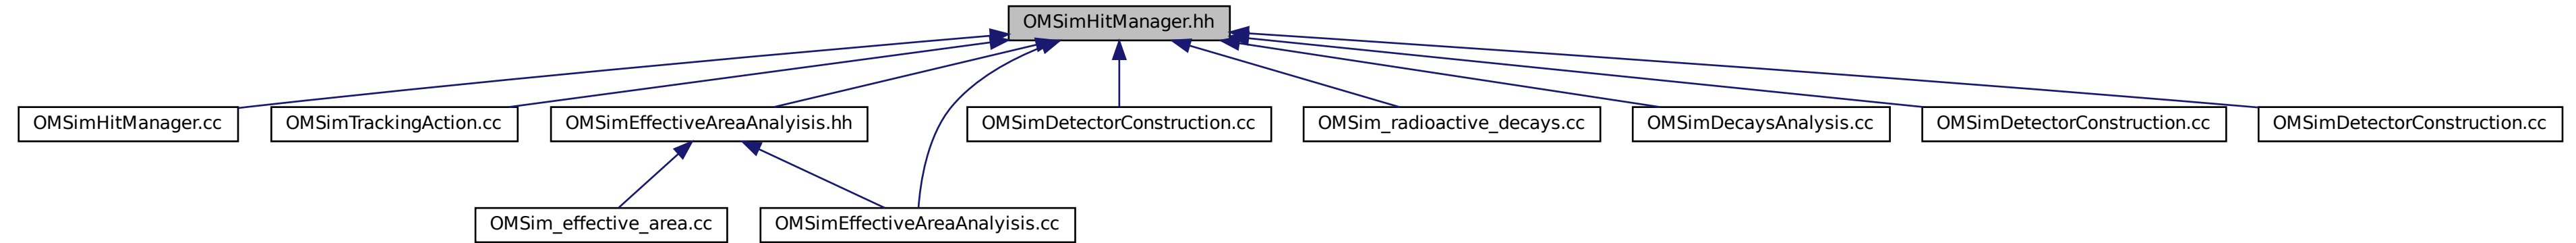 OMSimHitManager.hh
OMSimHitManager.cc
OMSimTrackingAction.cc
OMSimEffectiveAreaAnalyisis.hh
OMSimDetectorConstruction.cc
OMSim_radioactive_decays.cc
OMSimDecaysAnalysis.cc
OMSimDetectorConstruction.cc
OMSimDetectorConstruction.cc
OMSim_effective_area.cc
OMSimEffectiveAreaAnalyisis.cc